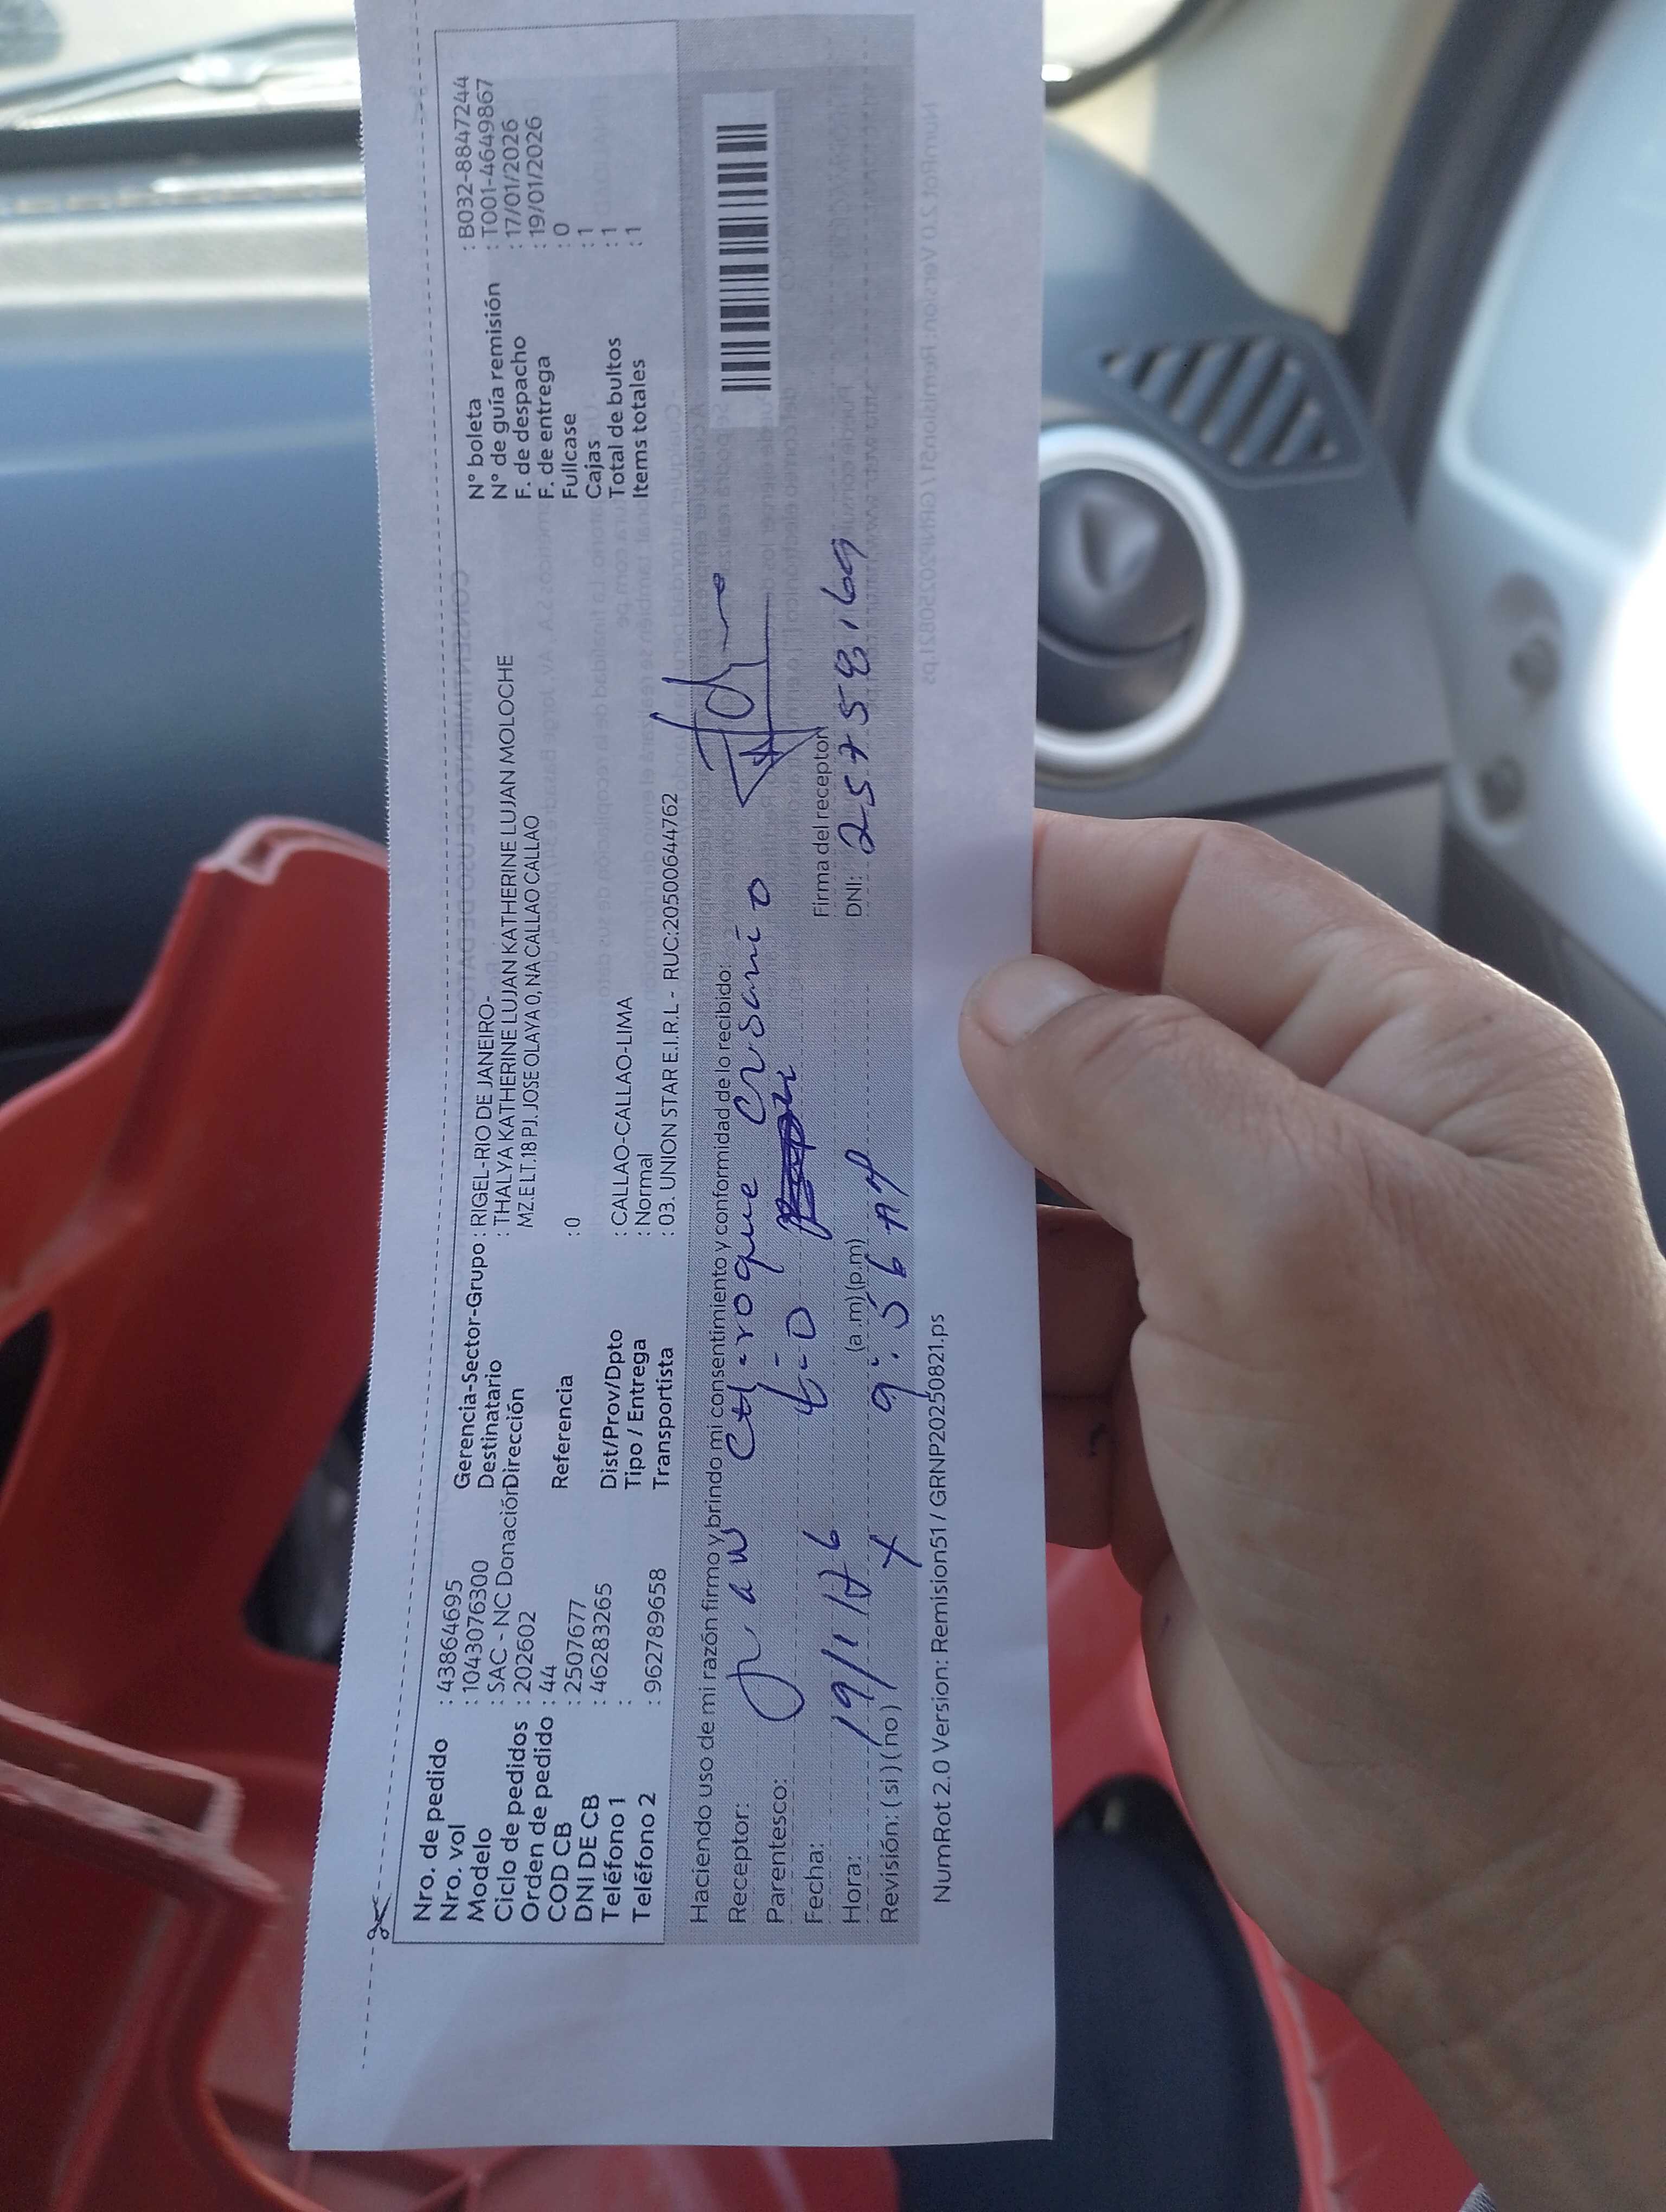 Nro. de pedido : 43864695
Nro. vol : 1043076300
Modelo : SAC - NC Donación
Ciclo de pedidos : 202602
Orden de pedido : 44
COD CB : 2507677
DNI DE CB : 46283265
Teléfono 1 :
Teléfono 2 : 962789658
Gerencia-Sector-Grupo : RIGEL-RIO DE JANEIRO-
Destinatario : THALYA KATHERINE LUJAN KATHERINE LUJAN MOLOCHE
Dirección MZ.E LT.18 PJ. JOSE OLAYA 0, NA CALLAO CALLAO
Referencia : 0
Dist/Prov/Dpto : CALLAO-CALLAO-LIMA
Tipo / Entrega : Normal
Transportista : 03. UNION STAR E.I.R.L - RUC:20500644762
N° boleta : B032-8847244
N° de guía remisión : T001-4649867
F. de despacho : 17/01/2026
F. de entrega : 19/01/2026
Fullcase : 0
Cajas : 1
Total de bultos : 1
Items totales : 1
Haciendo uso de mi razón firmo y brindo mi consentimiento y conformidad de lo recibido:
Receptor:
Parentesco:
Fecha: 19/1
Hora: 9:56 (a.m) (p.m)
Revisión: (si) (no) X
Firma del receptor
DNI:
NumRot 2.0 Version: Remision51 / GRNP20250821.ps